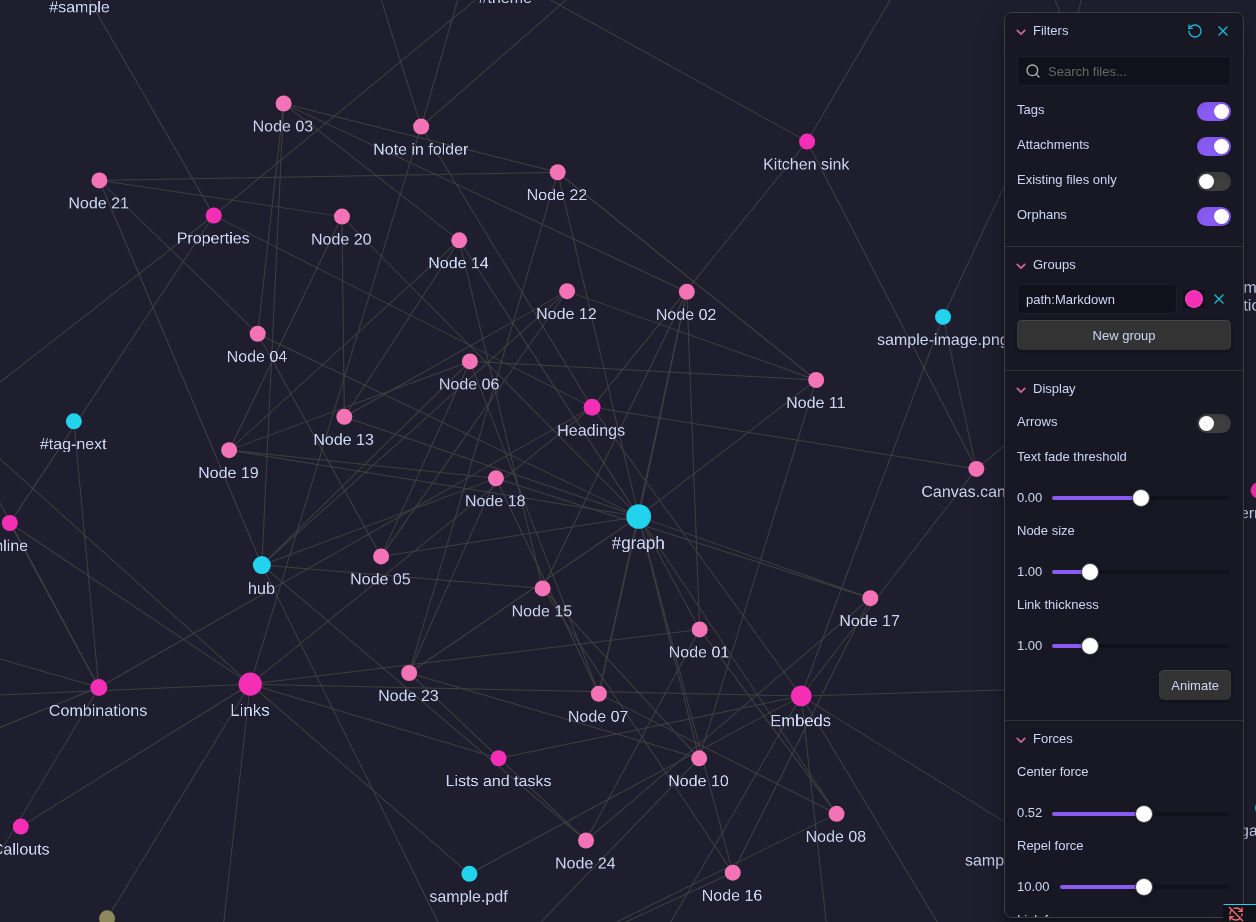 #sample
#theme
Node 03
Note in folder
Kitchen sink
Node 22
Node 21
Properties
Node 20
Node 14
Node 12
Node 02
sample-image.png
Node 04
Node 06
Node 11
Headings
#tag-next
Node 13
Node 19
Node 18
Canvas.can
#graph
nline
hub
Node 05
Node 15
Node 17
Node 01
Node 23
Combinations
Links
Node 07
Embeds
Lists and tasks
Node 10
Node 08
Callouts
Node 24
samp
sample.pdf
Node 16
Filters
Search files...
Tags
Attachments
Existing files only
Orphans
Groups
path:Markdown
New group
Display
Arrows
Text fade threshold
0.00
Node size
1.00
Link thickness
1.00
Animate
Forces
Center force
0.52
Repel force
10.00